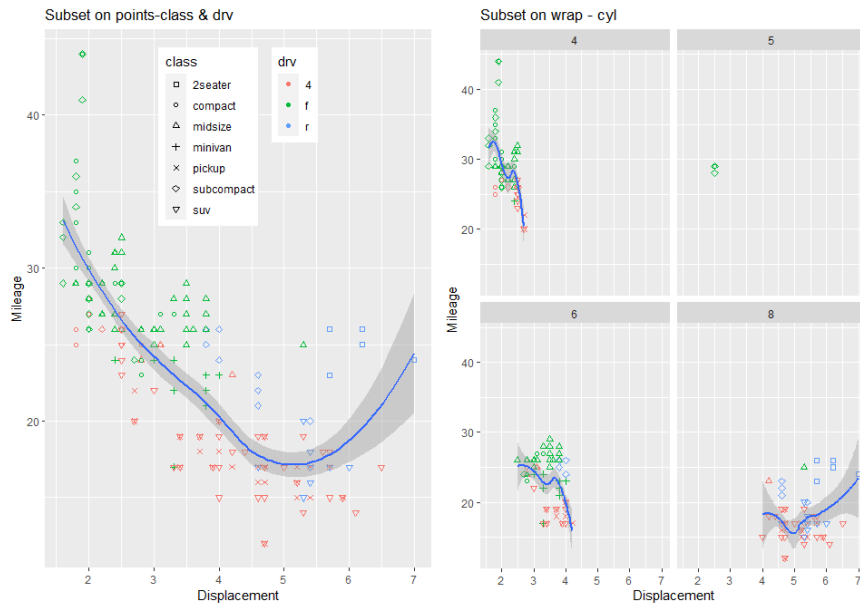 Subset on points-class & drv
Mileage
40
30
20
class
2seater
compact
midsize
minivan
pickup
subcompact
suv
drv
4
f
r
2
3
4
5
6
7
Displacement
Subset on wrap - cyl
Mileage
4
5
40
30
20
6
8
40
30
20
2
3
4
5
6
7
2
3
4
5
6
7
Displacement